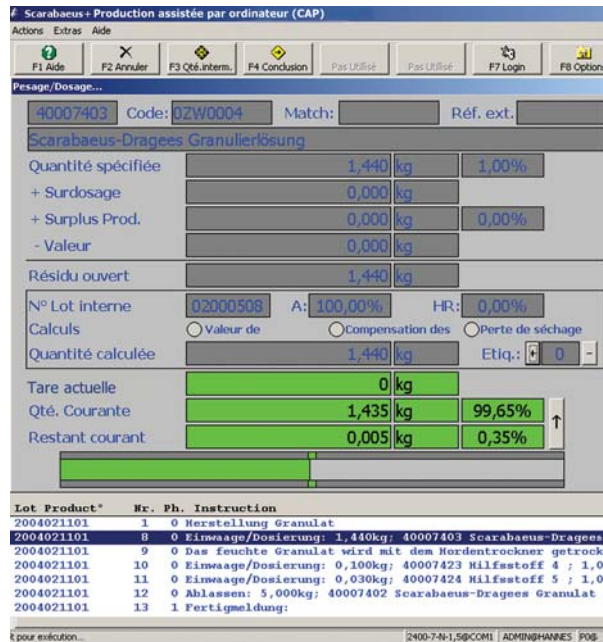 Scarabaeus+ Production assistée par ordinateur (CAP)
Actions Extras Aide
F1 Aide F2 Annuler F3 Qté.interm. F4 Conclusion Pas Utilisé Pas Utilisé F7 Login F8 Option
Pesage/Dosage...
40007403 Code: 0ZW0004 Match: Réf. ext.
Scarabaeus-Dragees Granulierlösung
Quantité spécifiée 1,440 kg 1,00%
+ Surdosage 0,000 kg
+ Surplus Prod. 0,000 kg 0,00%
- Valeur 0,000 kg
Résidu ouvert 1,440 kg
N° Lot interne 02000508 A: 100,00% HR: 0,00%
Calculs Valeur de Compensation des Perte de séchage
Quantité calculée 1,440 kg Etiq.: + 0 -
Tare actuelle 0 kg
Qté. Courante 1,435 kg 99,65% ↑
Restant courant 0,005 kg 0,35%
Lot Product° Nr. Ph. Instruction
2004021101 1 0 Herstellung Granulat
2004021101 8 0 Einwaage/Dosierung: 1,440kg; 40007403 Scarabaeus-Dragees
2004021101 9 0 Das feuchte Granulat wird mit dem Hordentrockner getrock
2004021101 10 0 Einwaage/Dosierung: 0,100kg; 40007423 Hilfsstoff 4 ; 1,0
2004021101 11 0 Einwaage/Dosierung: 0,030kg; 40007424 Hilfsstoff 5 ; 1,0
2004021101 12 0 Ablassen: 5,000kg; 40007402 Scarabaeus-Dragees Granulat
2004021101 13 1 Fertigmeldung:
t pour exécution... 2400-7-N-1,5@COM1 ADMIN@HANNES P0@